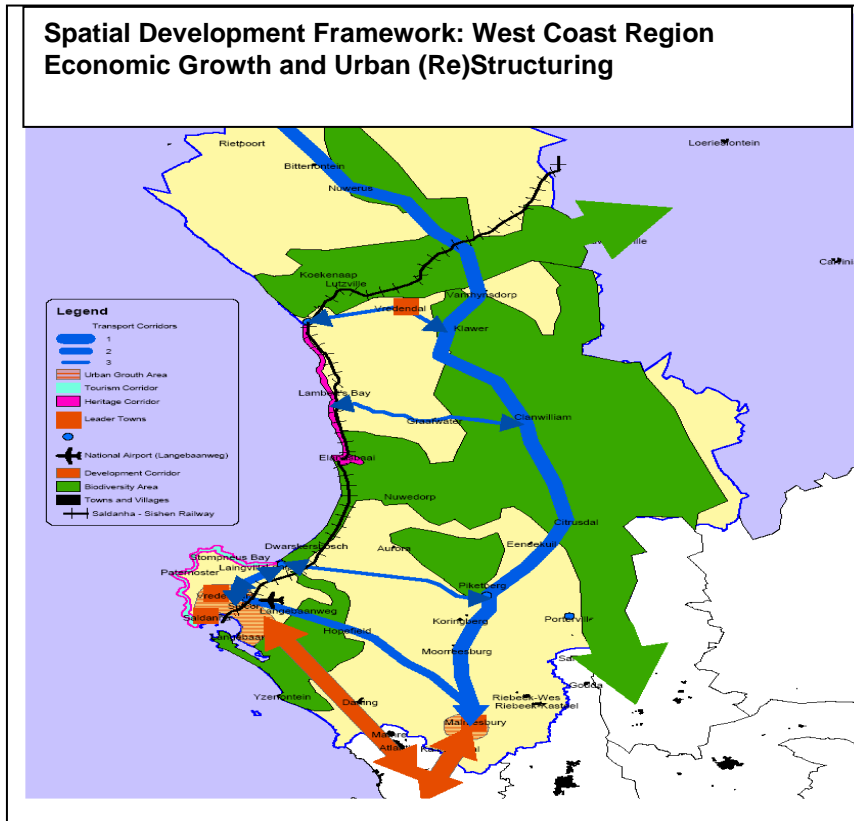 Spatial Development Framework: West Coast Region
Economic Growth and Urban (Re)Structuring
Rietpoort
Loeriesfontein
Bitterfontein
Nuwerus
Koekenaap
Lutzville
Vanrhynsdorp
Vredendal
Klawer
Legend
Transport Corridors
1
2
3
Urban Grouth Area
Tourism Corridor
Heritage Corridor
Leader Towns
National Airport (Langebaanweg)
Development Corridor
Biodiversity Area
Towns and Villages
Saldanha - Sishen Railway
Lamberts Bay
Graafwater
Clanwilliam
Nuwedorp
Citrusdal
Dwarskersbosch
Aurora
Eendekuil
Stompneus Bay
Paternoster
Piketberg
Langebaanweg
Koringberg
Porterville
Hopefield
Moorreesburg
Gouda
Yzerfontein
Darling
Riebeek-Wes
Riebeek-Kasteel
Malmesbury